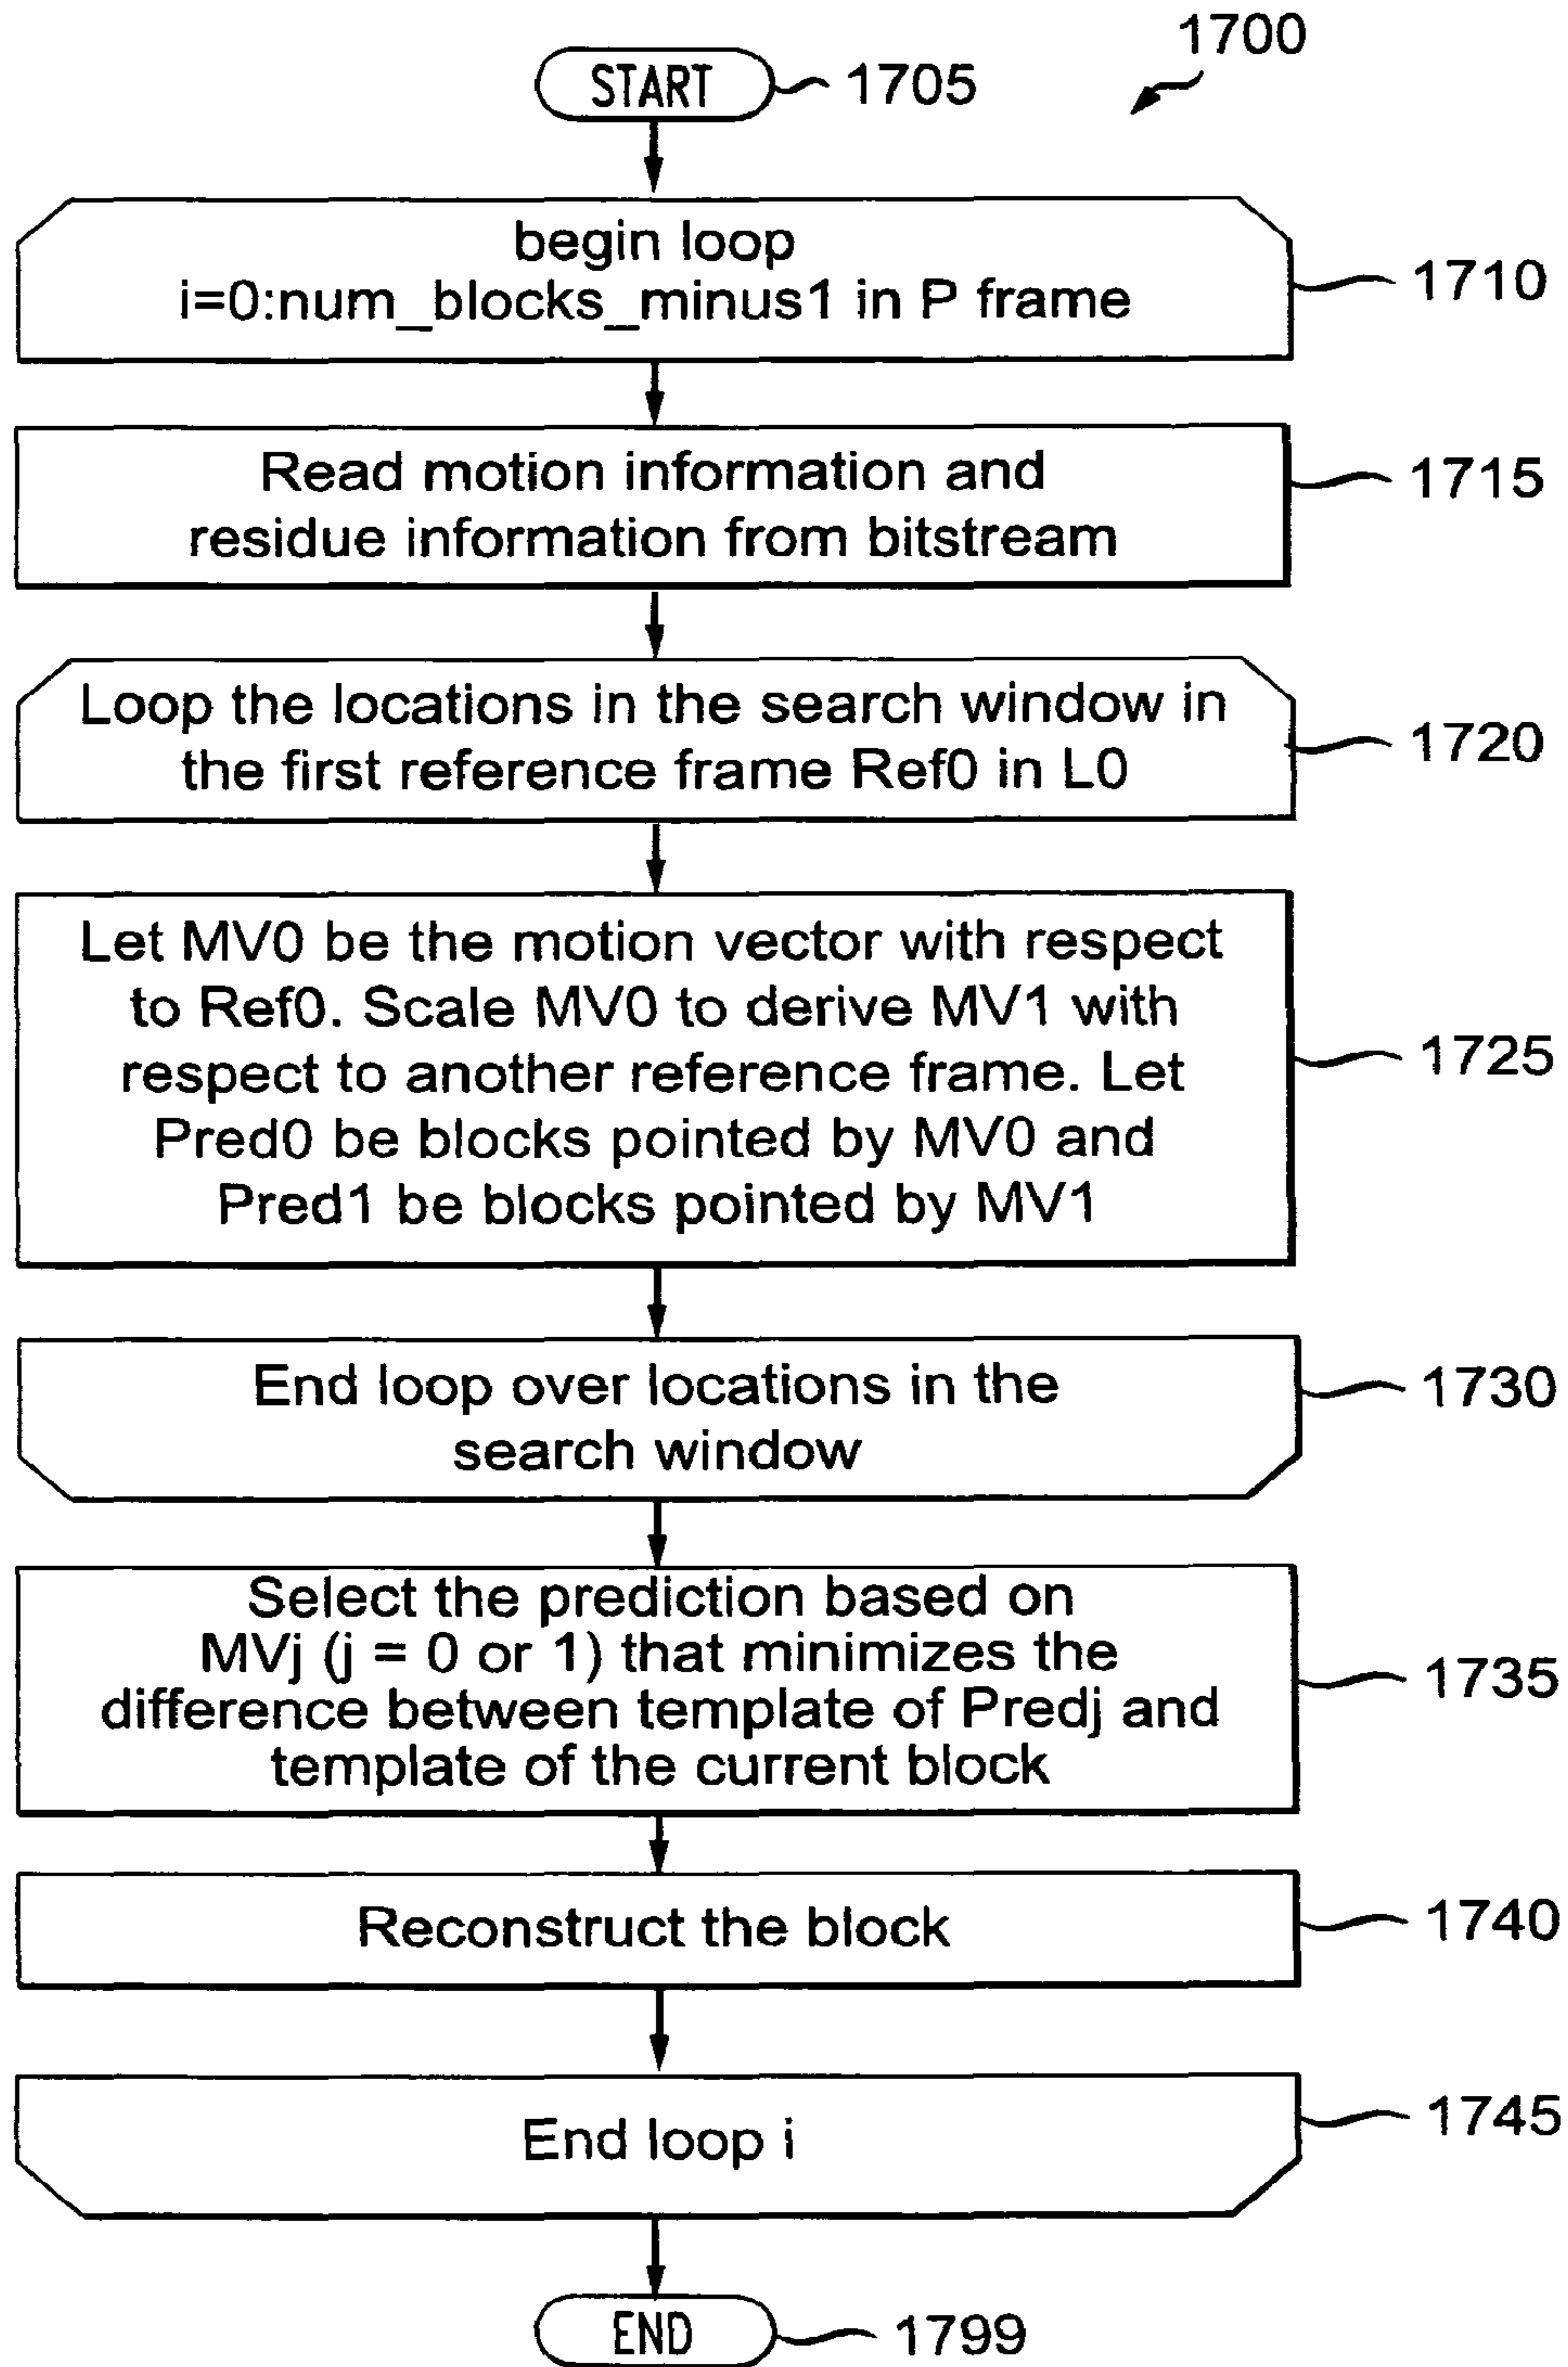 1700
START
1705
begin loop
i=0:num_blocks_minus1 in P frame
1710
Read motion information and
residue information from bitstream
1715
Loop the locations in the search window in
the first reference frame Ref0 in L0
1720
Let MV0 be the motion vector with respect
to Ref0. Scale MV0 to derive MV1 with
respect to another reference frame. Let
Pred0 be blocks pointed by MV0 and
Pred1 be blocks pointed by MV1
1725
End loop over locations in the
search window
1730
Select the prediction based on
MVj (j = 0 or 1) that minimizes the
difference between template of Predj and
template of the current block
1735
Reconstruct the block
1740
End loop i
1745
END
1799